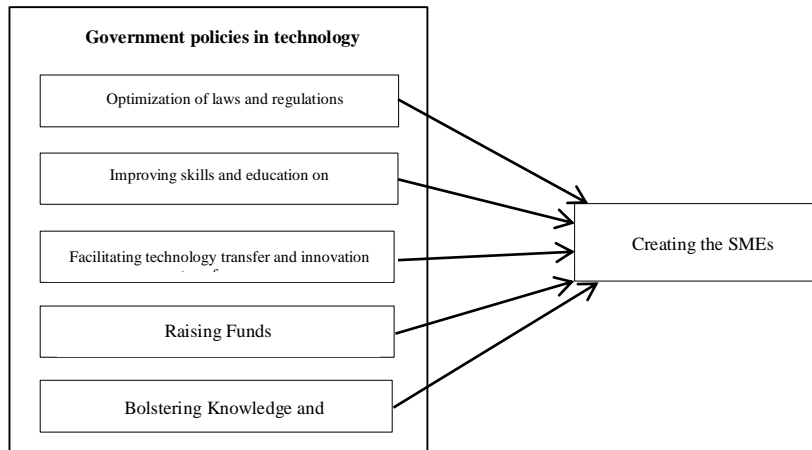 Government policies in technology
Optimization of laws and regulations
Improving skills and education on
Facilitating technology transfer and innovation
Raising Funds
Bolstering Knowledge and
Creating the SMEs